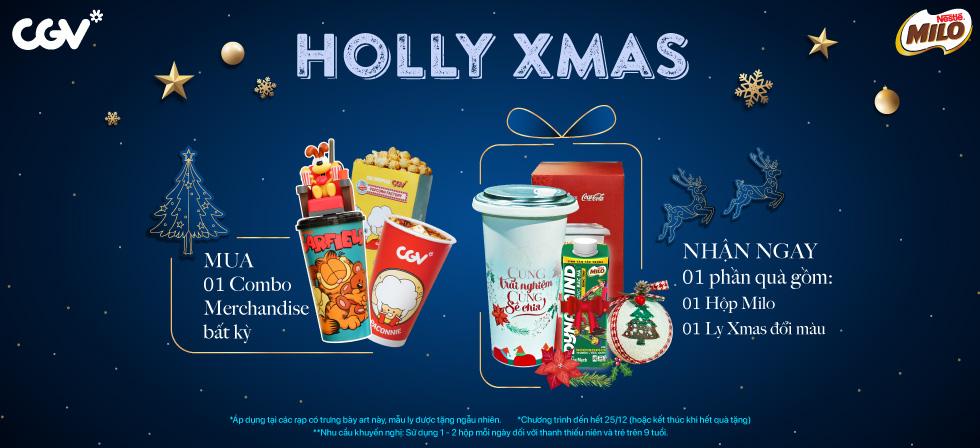 CGV*
Nestlé
MILO
HOLLY XMAS
CGV
POPCORN FACTORY
GARFIELD
CGV*
Coca-Cola
MILO
CÙNG
trải nghiệm
CÙNG
Sẻ chia
MUA
01 Combo
Merchandise
bất kỳ
NHẬN NGAY
01 phần quà gồm:
01 Hộp Milo
01 Ly Xmas đổi màu
*Áp dụng tại các rạp có trưng bày art này, mẫu ly được tặng ngẫu nhiên. *Chương trình đến hết 25/12 (hoặc kết thúc khi hết quà tặng)
**Nhu cầu khuyến nghị: Sử dụng 1 - 2 hộp mỗi ngày đối với thanh thiếu niên và trẻ trên 9 tuổi.